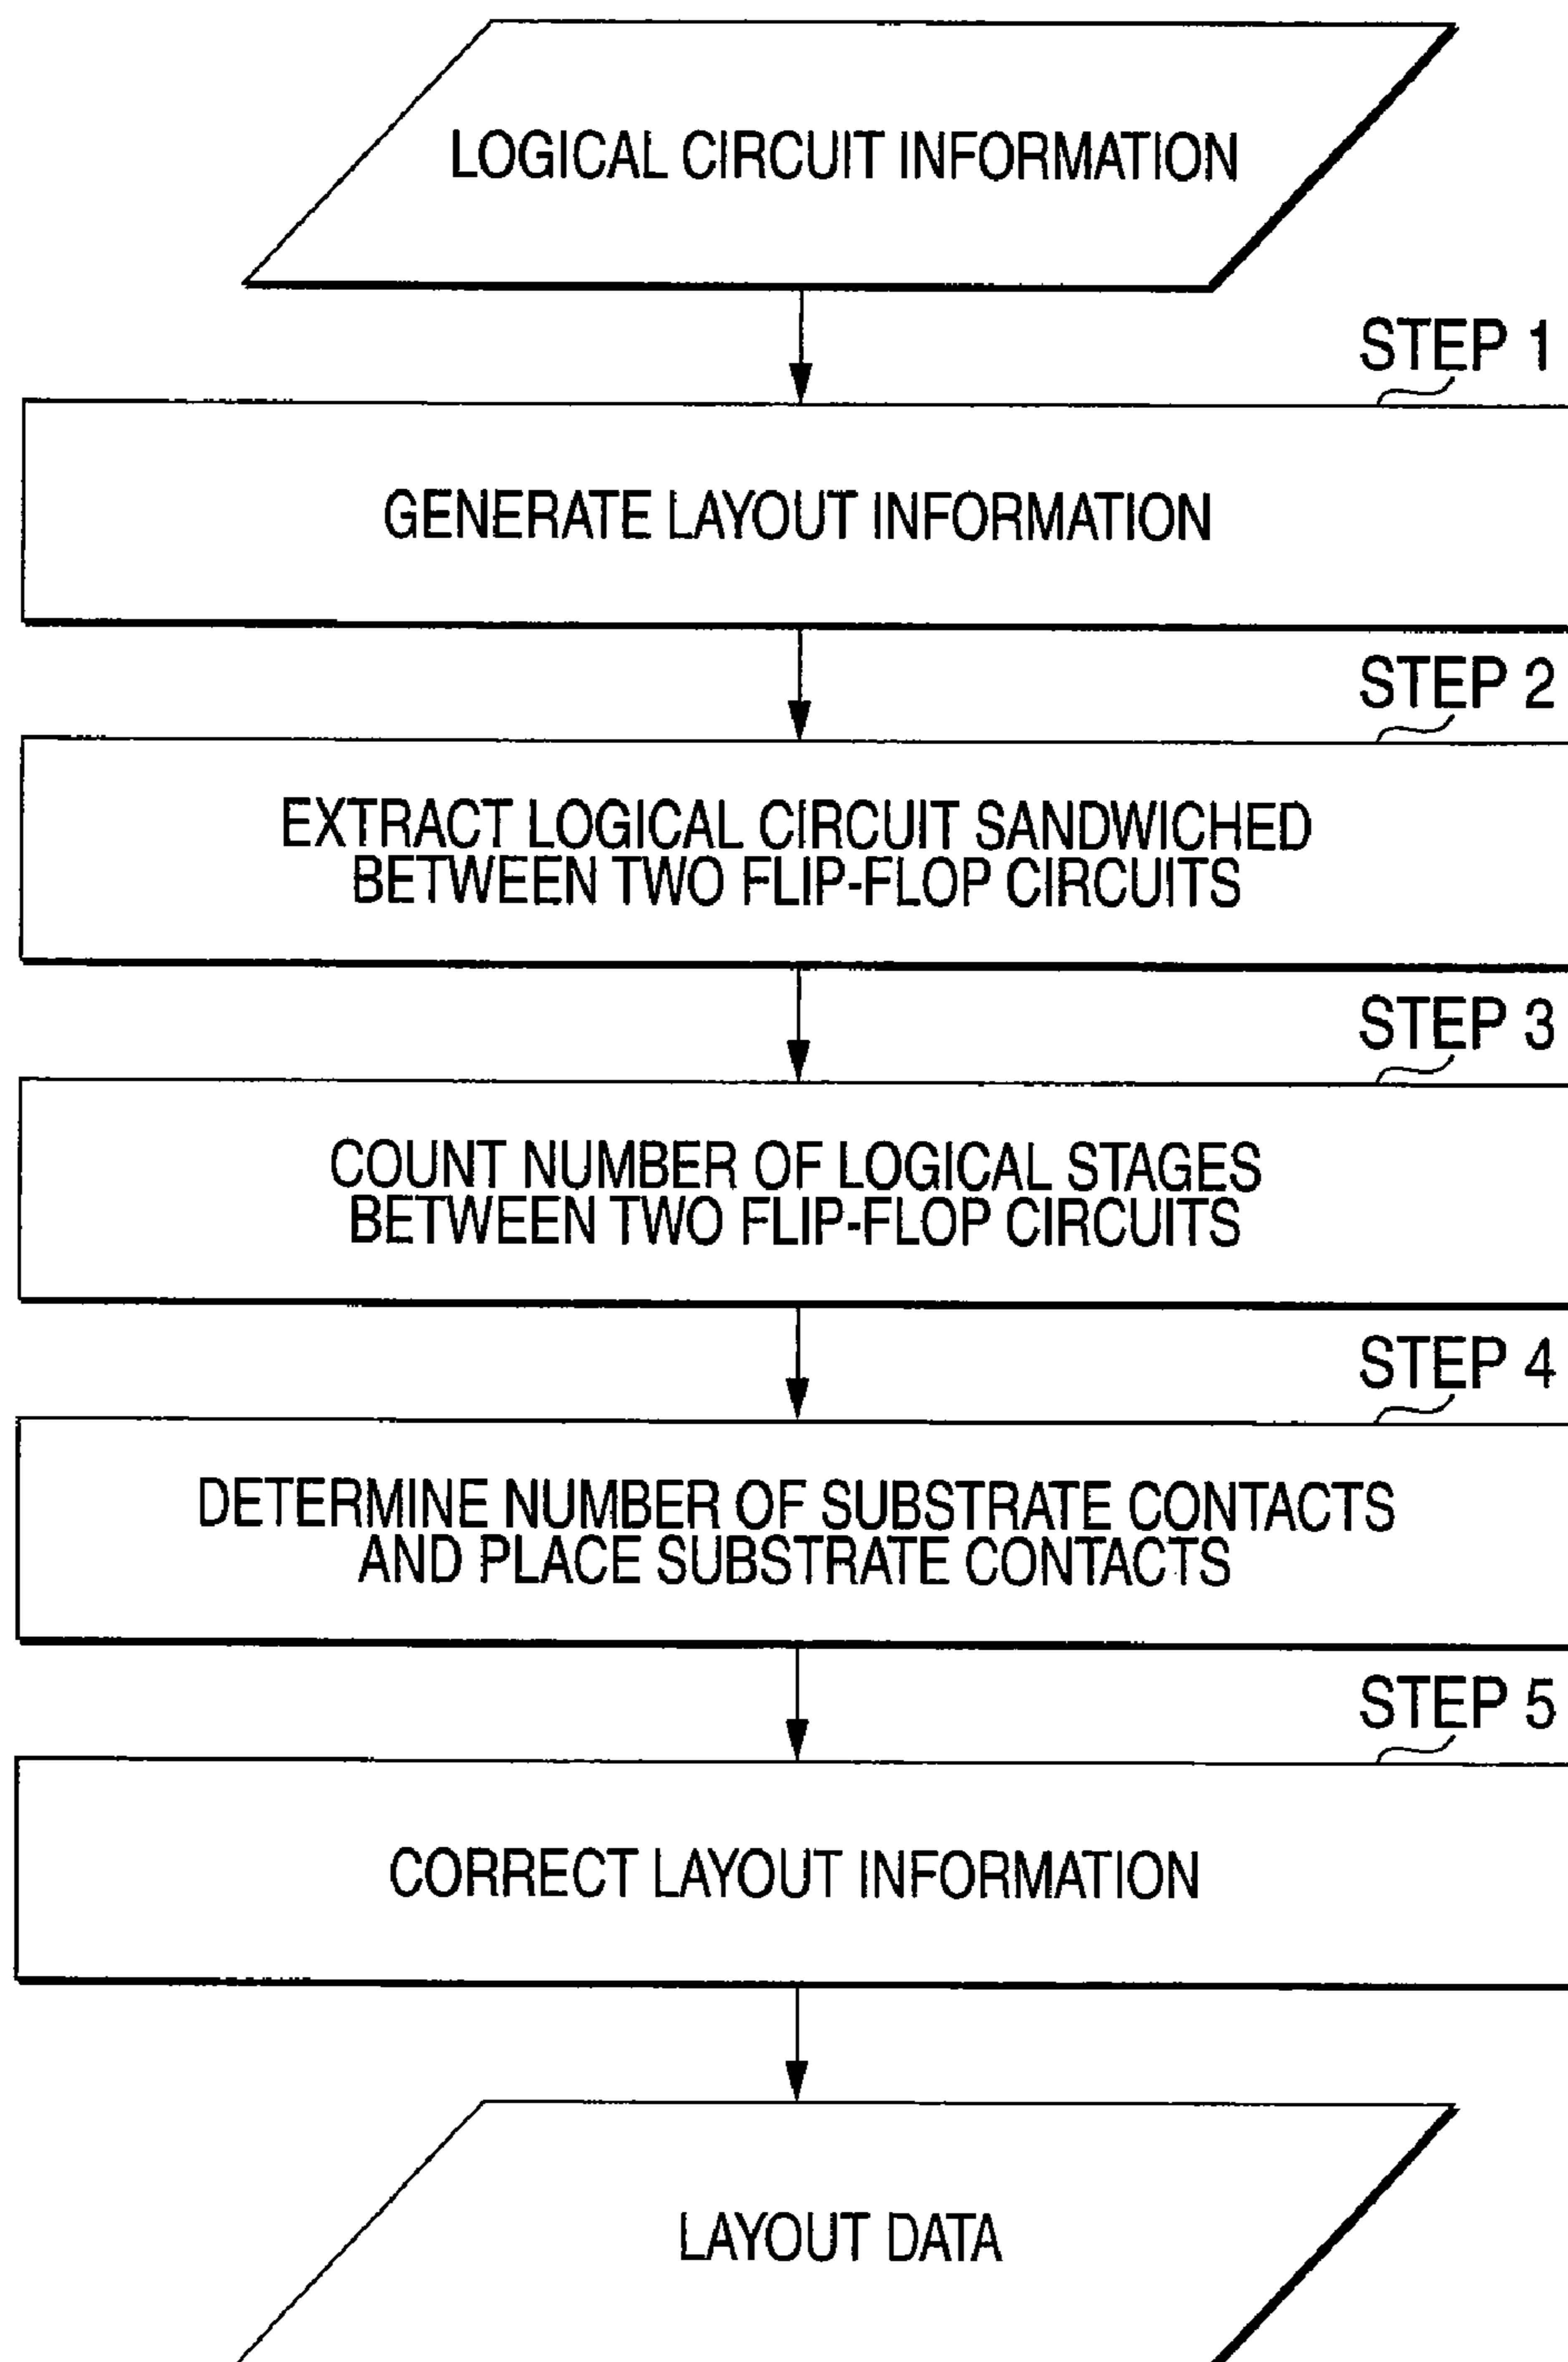 LOGICAL CIRCUIT INFORMATION
STEP 1
GENERATE LAYOUT INFORMATION
STEP 2
EXTRACT LOGICAL CIRCUIT SANDWICHED
BETWEEN TWO FLIP-FLOP CIRCUITS
STEP 3
COUNT NUMBER OF LOGICAL STAGES
BETWEEN TWO FLIP-FLOP CIRCUITS
STEP 4
DETERMINE NUMBER OF SUBSTRATE CONTACTS
AND PLACE SUBSTRATE CONTACTS
STEP 5
CORRECT LAYOUT INFORMATION
LAYOUT DATA